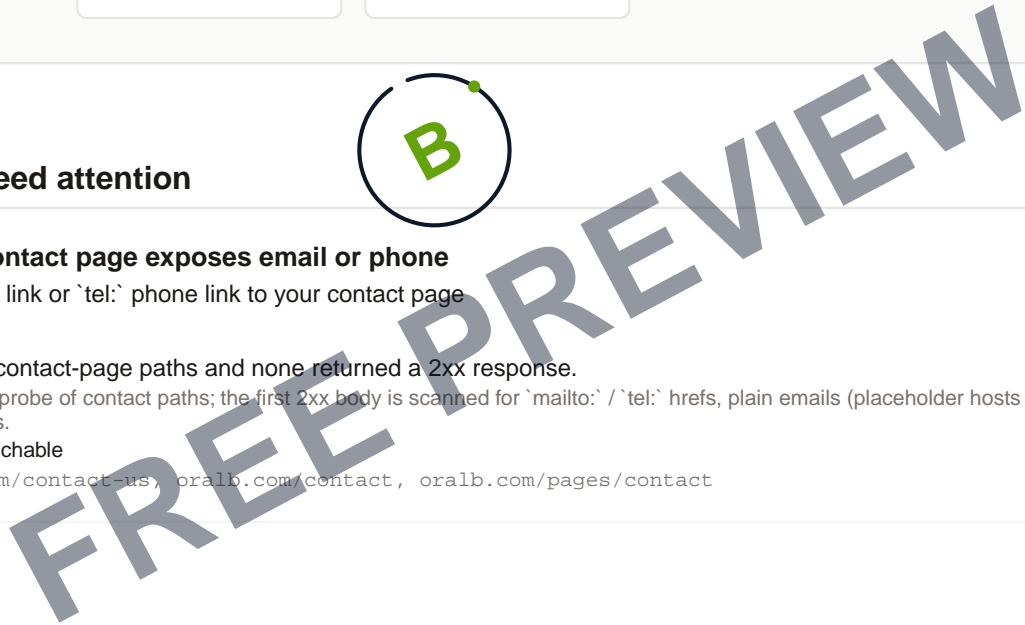 B
eed attention
ontact page exposes email or phone
link or `tel:` phone link to your contact page
contact-page paths and none returned a 2xx response.
probe of contact paths; the first 2xx body is scanned for `mailto:` / `tel:` hrefs, plain emails (placeholder hosts
s.
chable
m/contact-us, oralb.com/contact, oralb.com/pages/contact
FREE PREVIEW